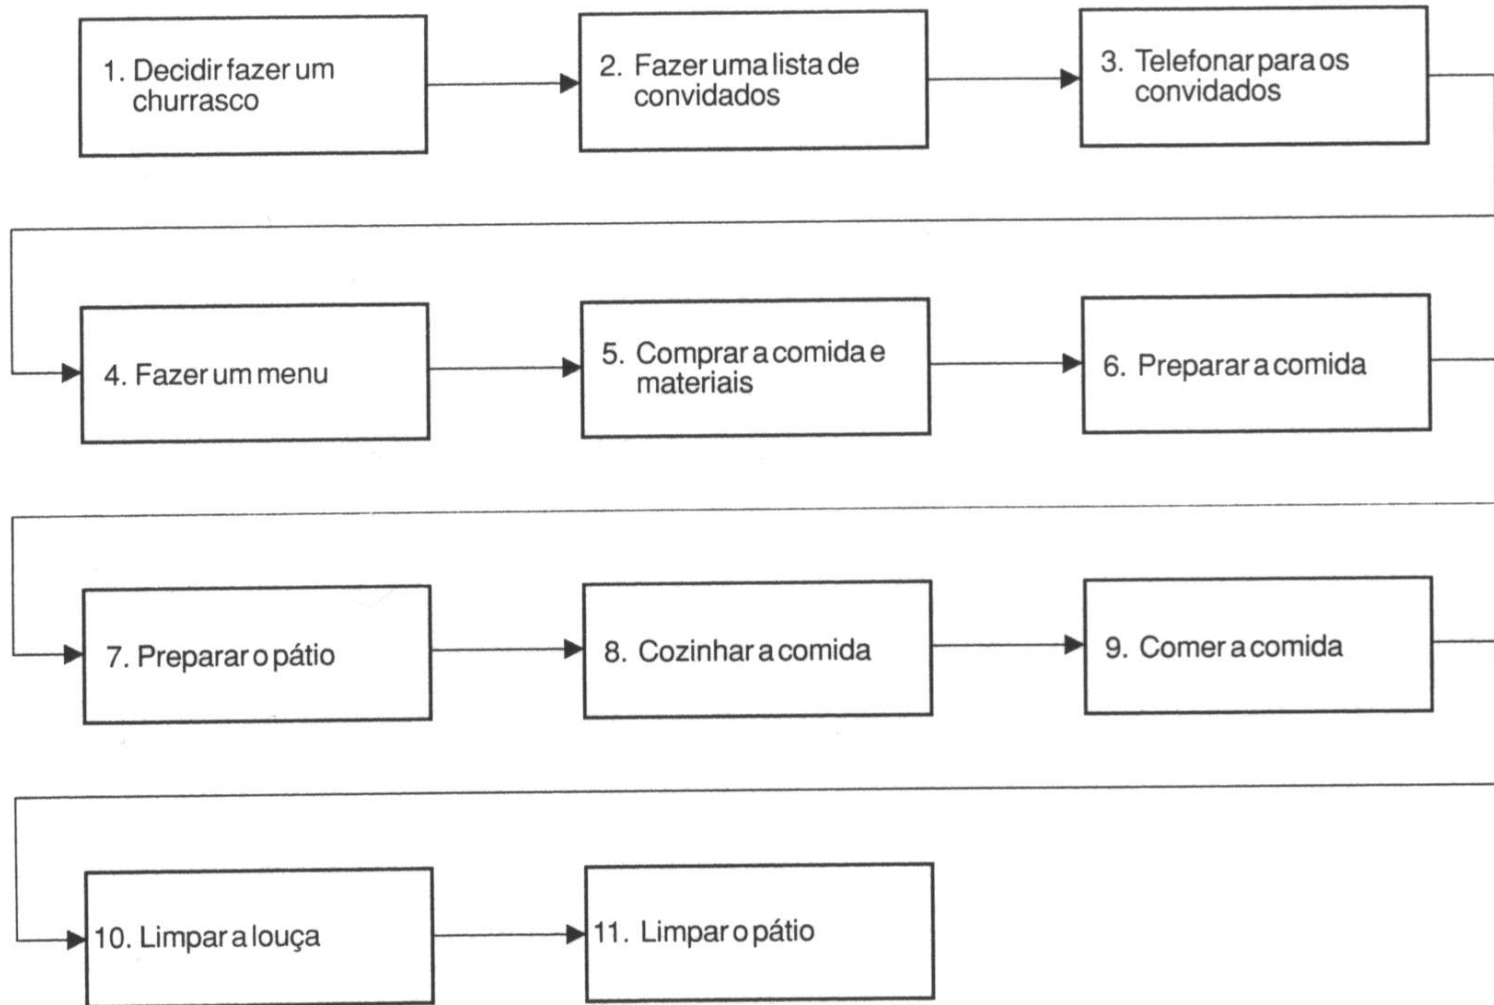 1. Decidir fazer um
churrasco
2. Fazer uma lista de
convidados
3. Telefonar para os
convidados
4. Fazer um menu
5. Comprar a comida e
materiais
6. Preparar a comida
7. Preparar o pátio
8. Cozinhar a comida
9. Comer a comida
10. Limpar a louça
11. Limpar o pátio